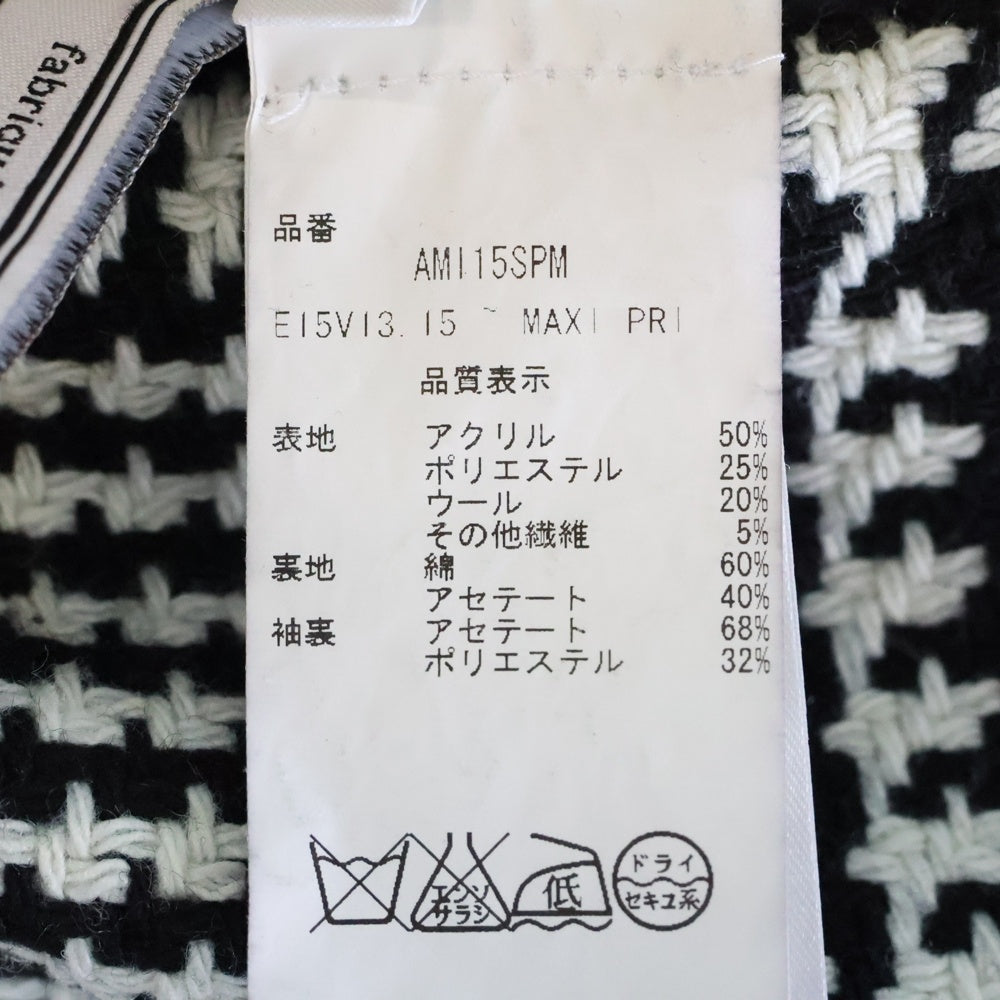 品番
AMI15SPM
E15V13.15 ~ MAXI PRI
品質表示
表地 アクリル 50%
ポリエステル 25%
ウール 20%
その他繊維 5%
裏地 綿 60%
アセテート 40%
袖裏 アセテート 68%
ポリエステル 32%
エンソ
サラシ
低
ドライ
セキユ系